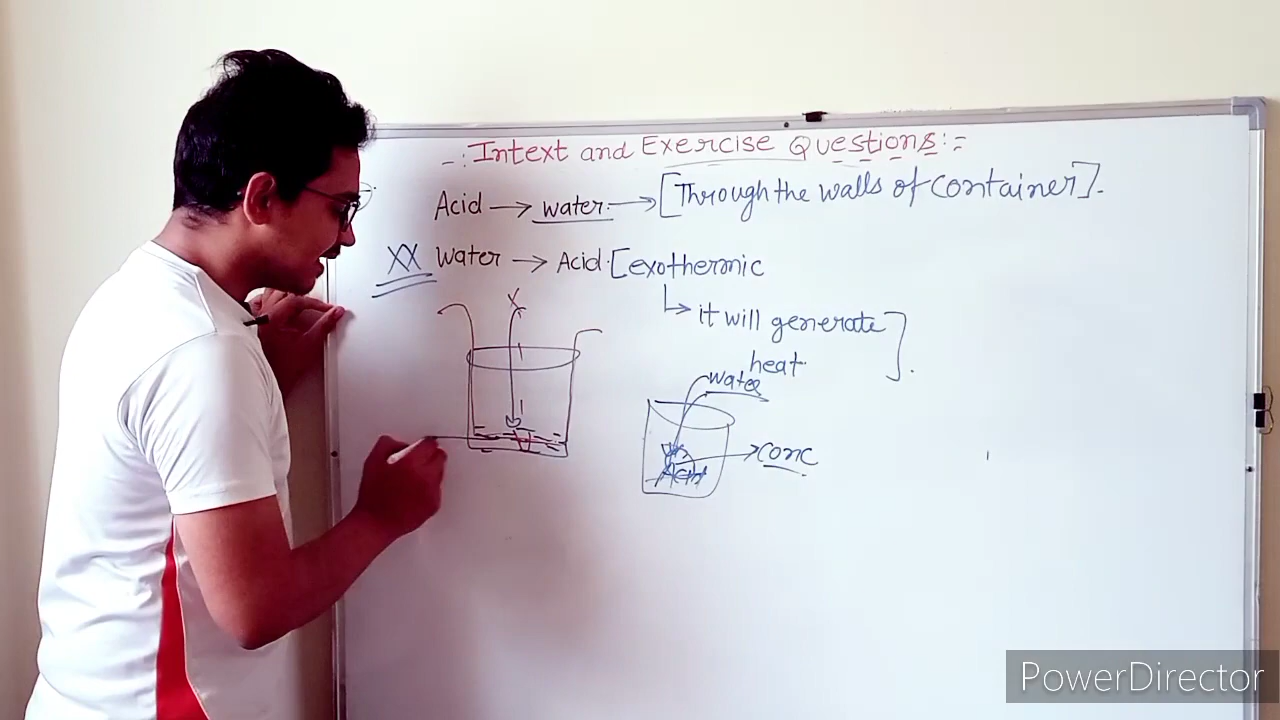 -: Intext and Exercise Questions:-
Acid → water → [Through the walls of container].
XX Water → Acid. [exothermic
↳ it will generate
heat.
water
Acid → conc
PowerDirector